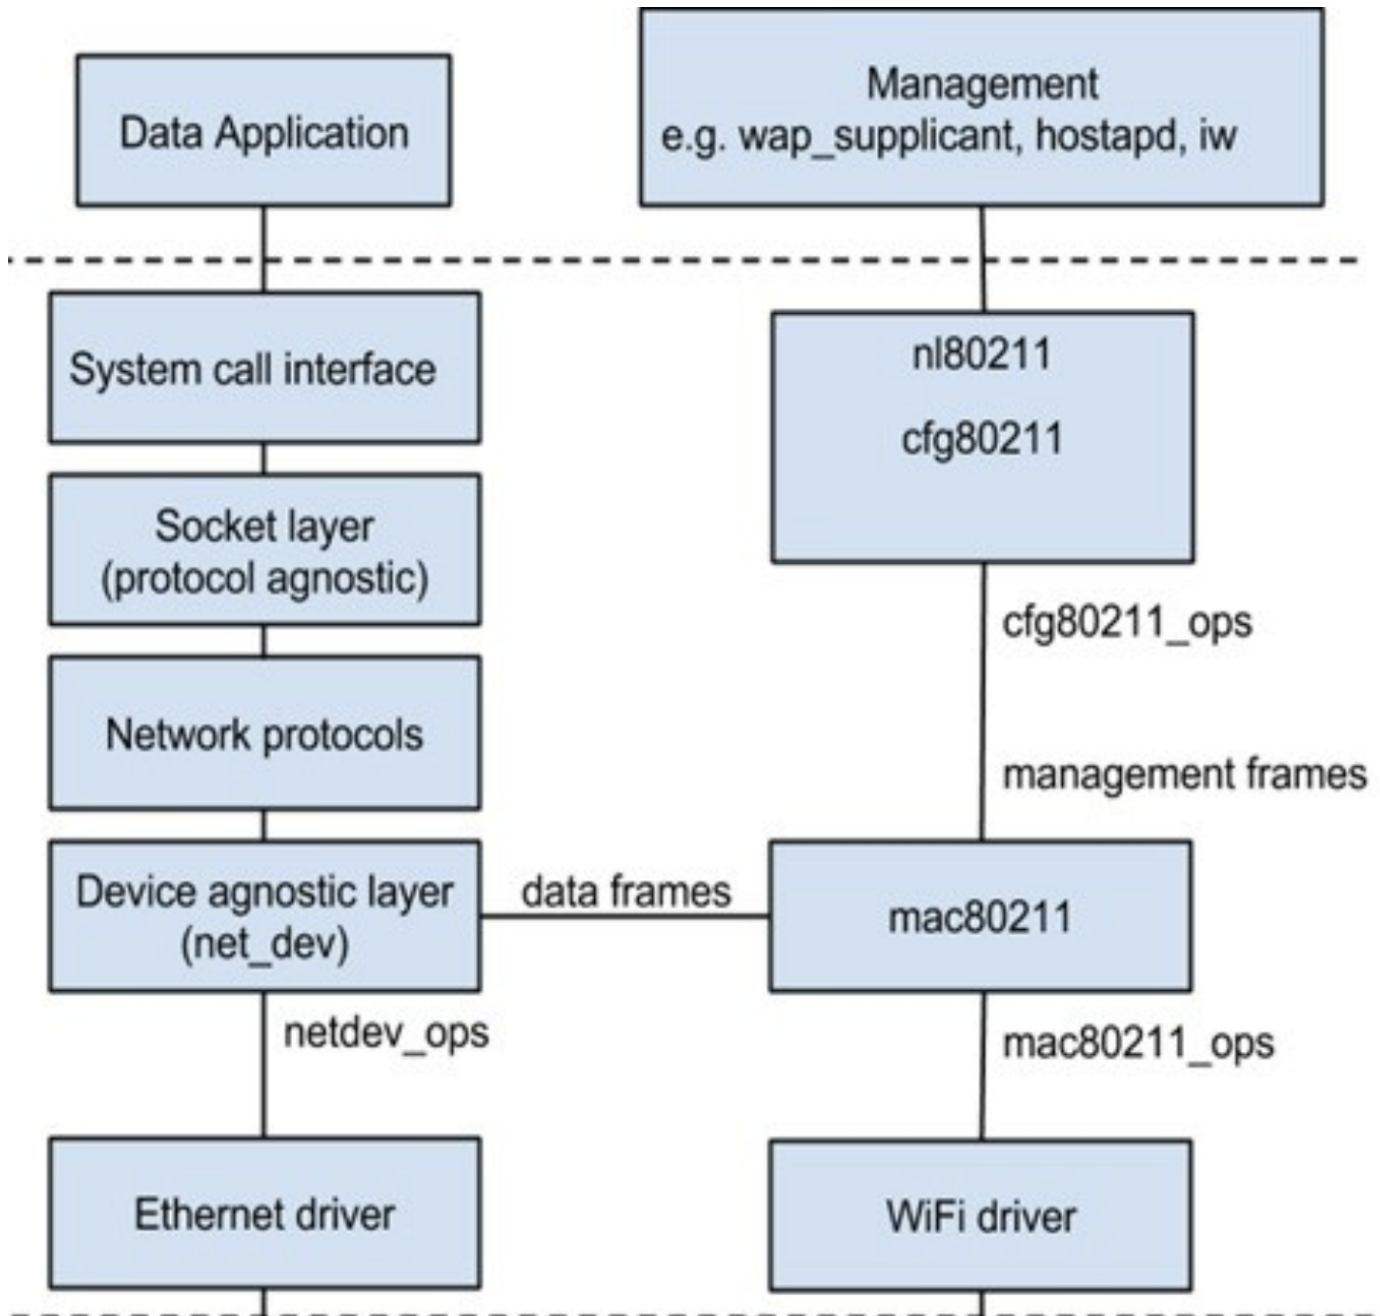 Data Application
Management
e.g. wap_supplicant, hostapd, iw
System call interface
nl80211
cfg80211
Socket layer
(protocol agnostic)
cfg80211_ops
Network protocols
management frames
Device agnostic layer
(net_dev)
data frames
mac80211
netdev_ops
mac80211_ops
Ethernet driver
WiFi driver